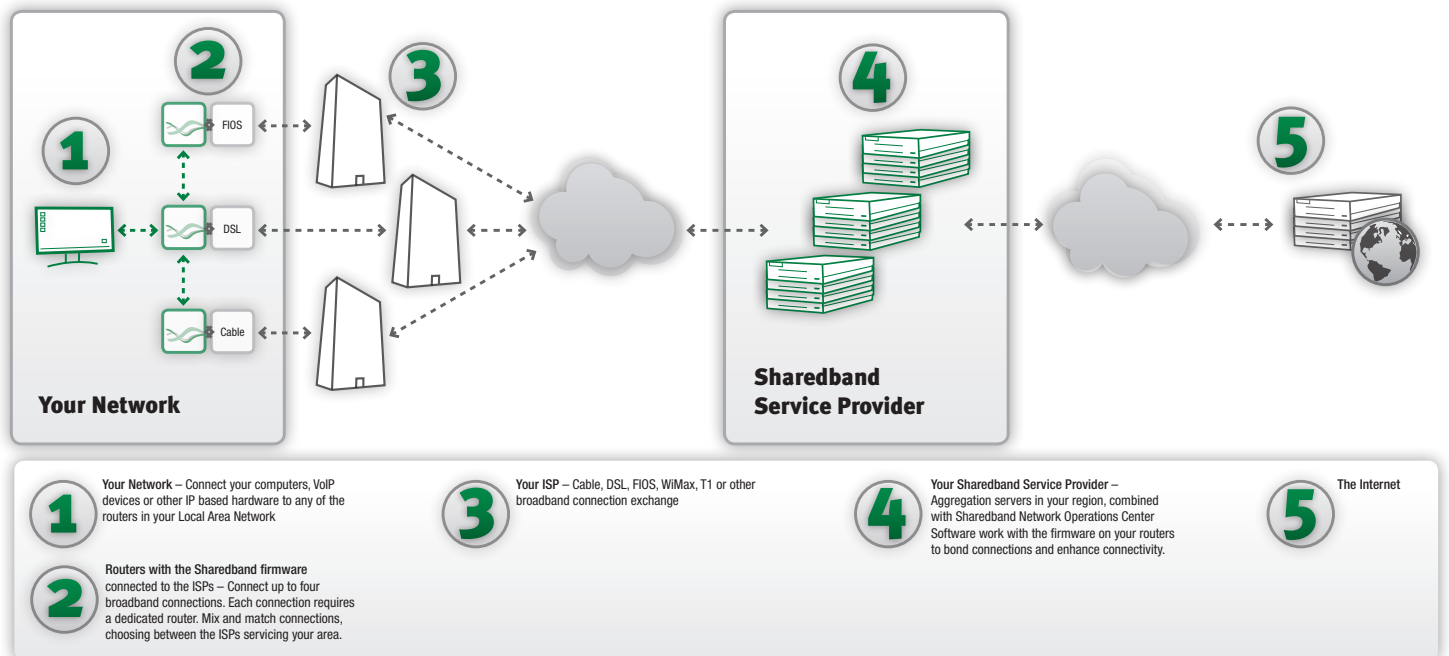 1
2
3
4
5
FIOS
DSL
Cable
Your Network
Sharedband
Service Provider
1
Your Network – Connect your computers, VoIP
devices or other IP based hardware to any of the
routers in your Local Area Network
2
Routers with the Sharedband firmware
connected to the ISPs – Connect up to four
broadband connections. Each connection requires
a dedicated router. Mix and match connections,
choosing between the ISPs servicing your area.
3
Your ISP – Cable, DSL, FIOS, WiMax, T1 or other
broadband connection exchange
4
Your Sharedband Service Provider –
Aggregation servers in your region, combined
with Sharedband Network Operations Center
Software work with the firmware on your routers
to bond connections and enhance connectivity.
5
The Internet